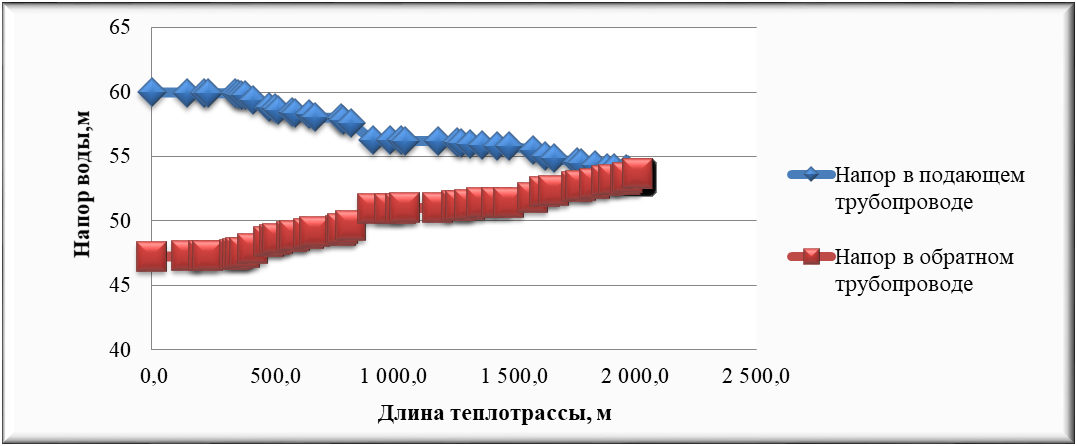 65
60
55
50
45
40
Напор воды,м
0,0
500,0
1 000,0
1 500,0
2 000,0
2 500,0
Длина теплотрассы, м
Напор в подающем
трубопроводе
Напор в обратном
трубопроводе